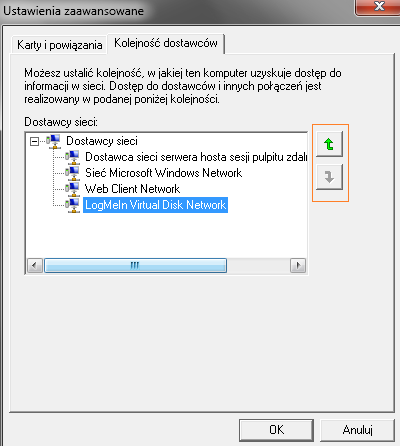 Ustawienia zaawansowane
Karty i powiązania
Kolejność dostawców
Możesz ustalić kolejność, w jakiej ten komputer uzyskuje dostęp do
informacji w sieci. Dostęp do dostawców i innych połączeń jest
realizowany w podanej poniżej kolejności.
Dostawcy sieci:
Dostawcy sieci
Dostawca sieci serwera hosta sesji pulpitu zdal
Sieć Microsoft Windows Network
Web Client Network
LogMeIn Virtual Disk Network
OK
Anuluj